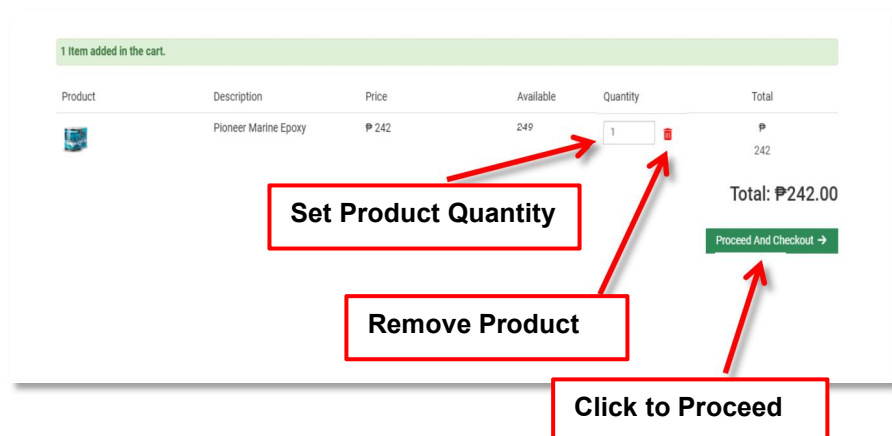 1 Item added in the cart.
Product Description Price Available Quantity Total
Pioneer Marine Epoxy ₱ 242 249 1 ₱
242
Set Product Quantity
Total: ₱242.00
Proceed And Checkout →
Remove Product
Click to Proceed